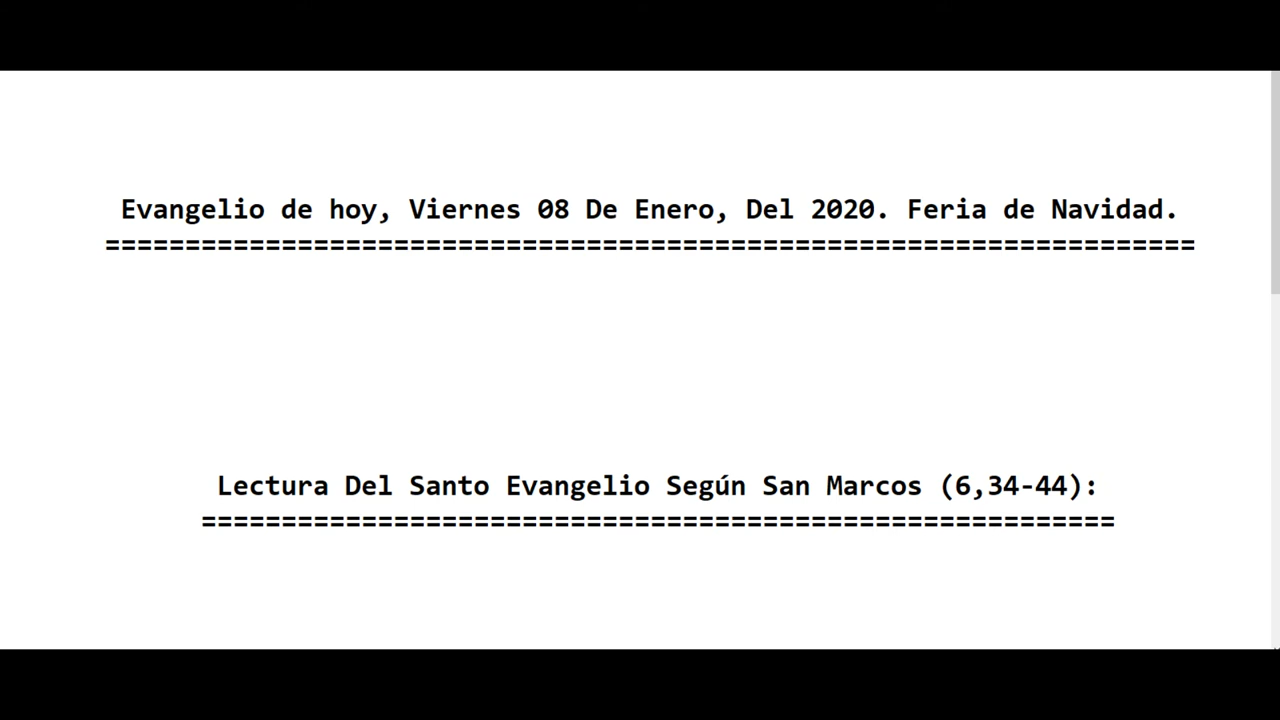 Evangelio de hoy, Viernes 08 De Enero, Del 2020. Feria de Navidad.
====================================================================
Lectura Del Santo Evangelio Según San Marcos (6,34-44):
=========================================================